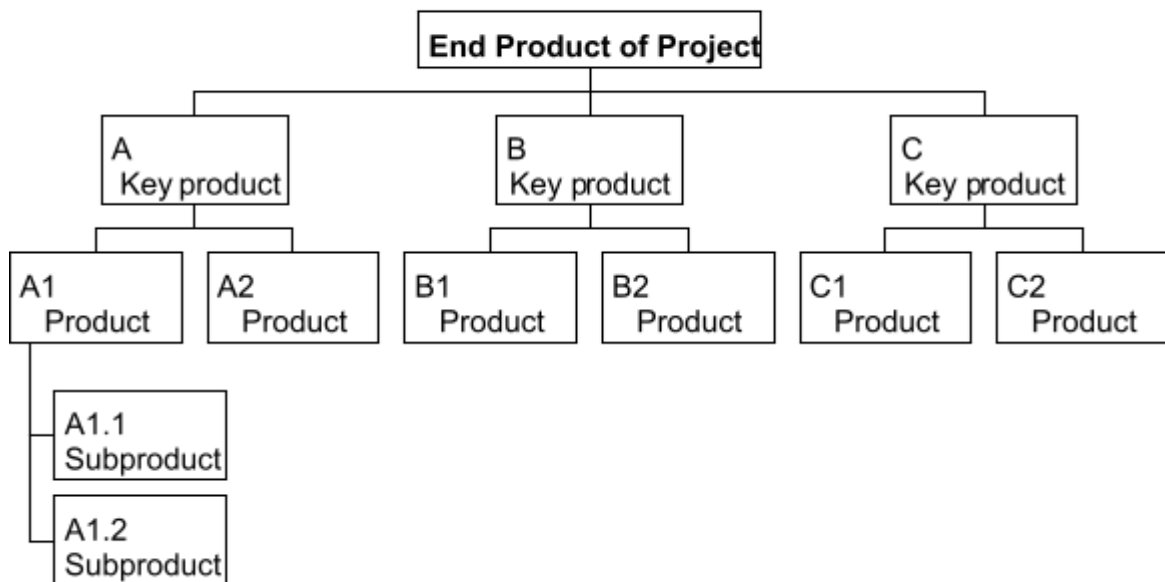 End Product of Project
A
Key product
B
Key product
C
Key product
A1
Product
A2
Product
B1
Product
B2
Product
C1
Product
C2
Product
A1.1
Subproduct
A1.2
Subproduct